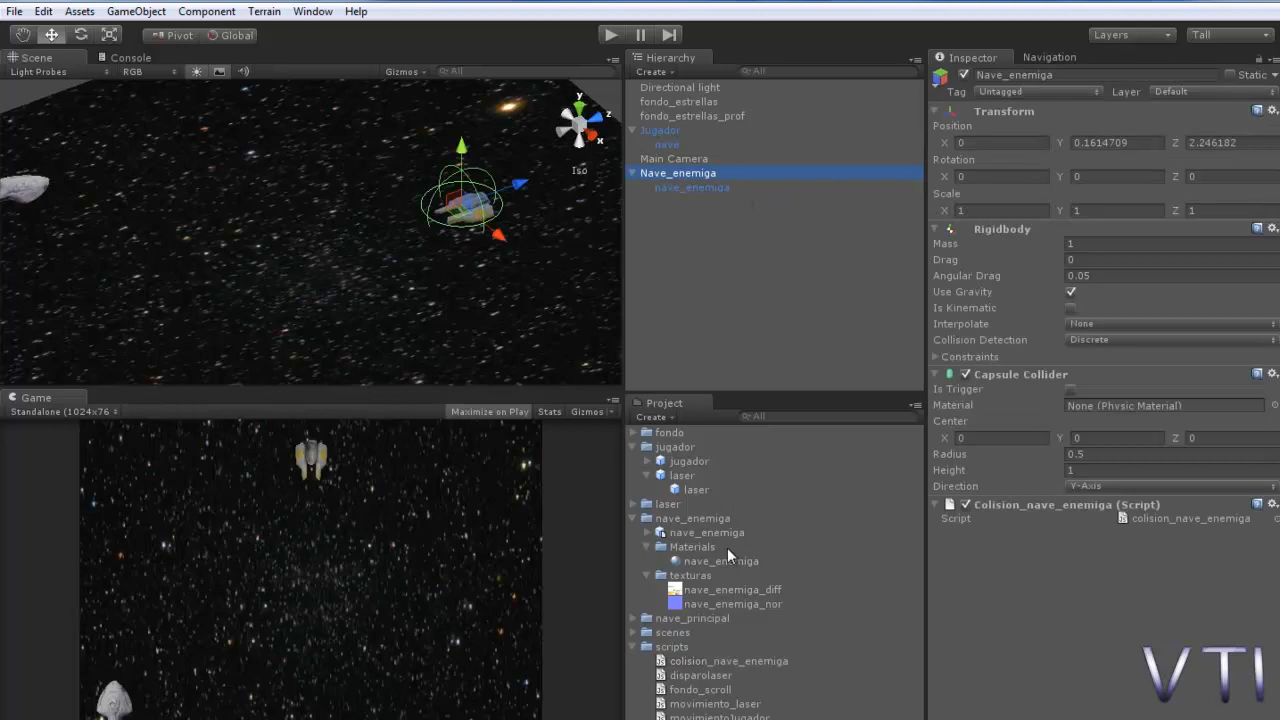 File Edit Assets GameObject Component Terrain Window Help
Pivot Global Layers Tall
Scene Console
Light Probes RGB Gizmos All
y
z
x
Iso
Game
Standalone (1024x76 Maximize on Play Stats Gizmos
Hierarchy
Create All
Directional light
fondo_estrellas
fondo_estrellas_prof
Jugador
nave
Main Camera
Nave_enemiga
nave_enemiga
Project
Create All
fondo
jugador
jugador
laser
laser
laser
nave_enemiga
nave_enemiga
Materials
nave_enemiga
texturas
nave_enemiga_diff
nave_enemiga_nor
nave_principal
scenes
scripts
colision_nave_enemiga
disparolaser
fondo_scroll
movimiento_laser
movimientoJugador
Inspector Navigation
Nave_enemiga Static
Tag Untagged Layer Default
Transform
Position
X 0 Y 0.1614709 Z 2.246182
Rotation
X 0 Y 0 Z 0
Scale
X 1 Y 1 Z 1
Rigidbody
Mass 1
Drag 0
Angular Drag 0.05
Use Gravity
Is Kinematic
Interpolate None
Collision Detection Discrete
Constraints
Capsule Collider
Is Trigger
Material None (Physic Material)
Center
X 0 Y 0 Z 0
Radius 0.5
Height 1
Direction Y-Axis
Colision_nave_enemiga (Script)
Script colision_nave_enemiga
VTI